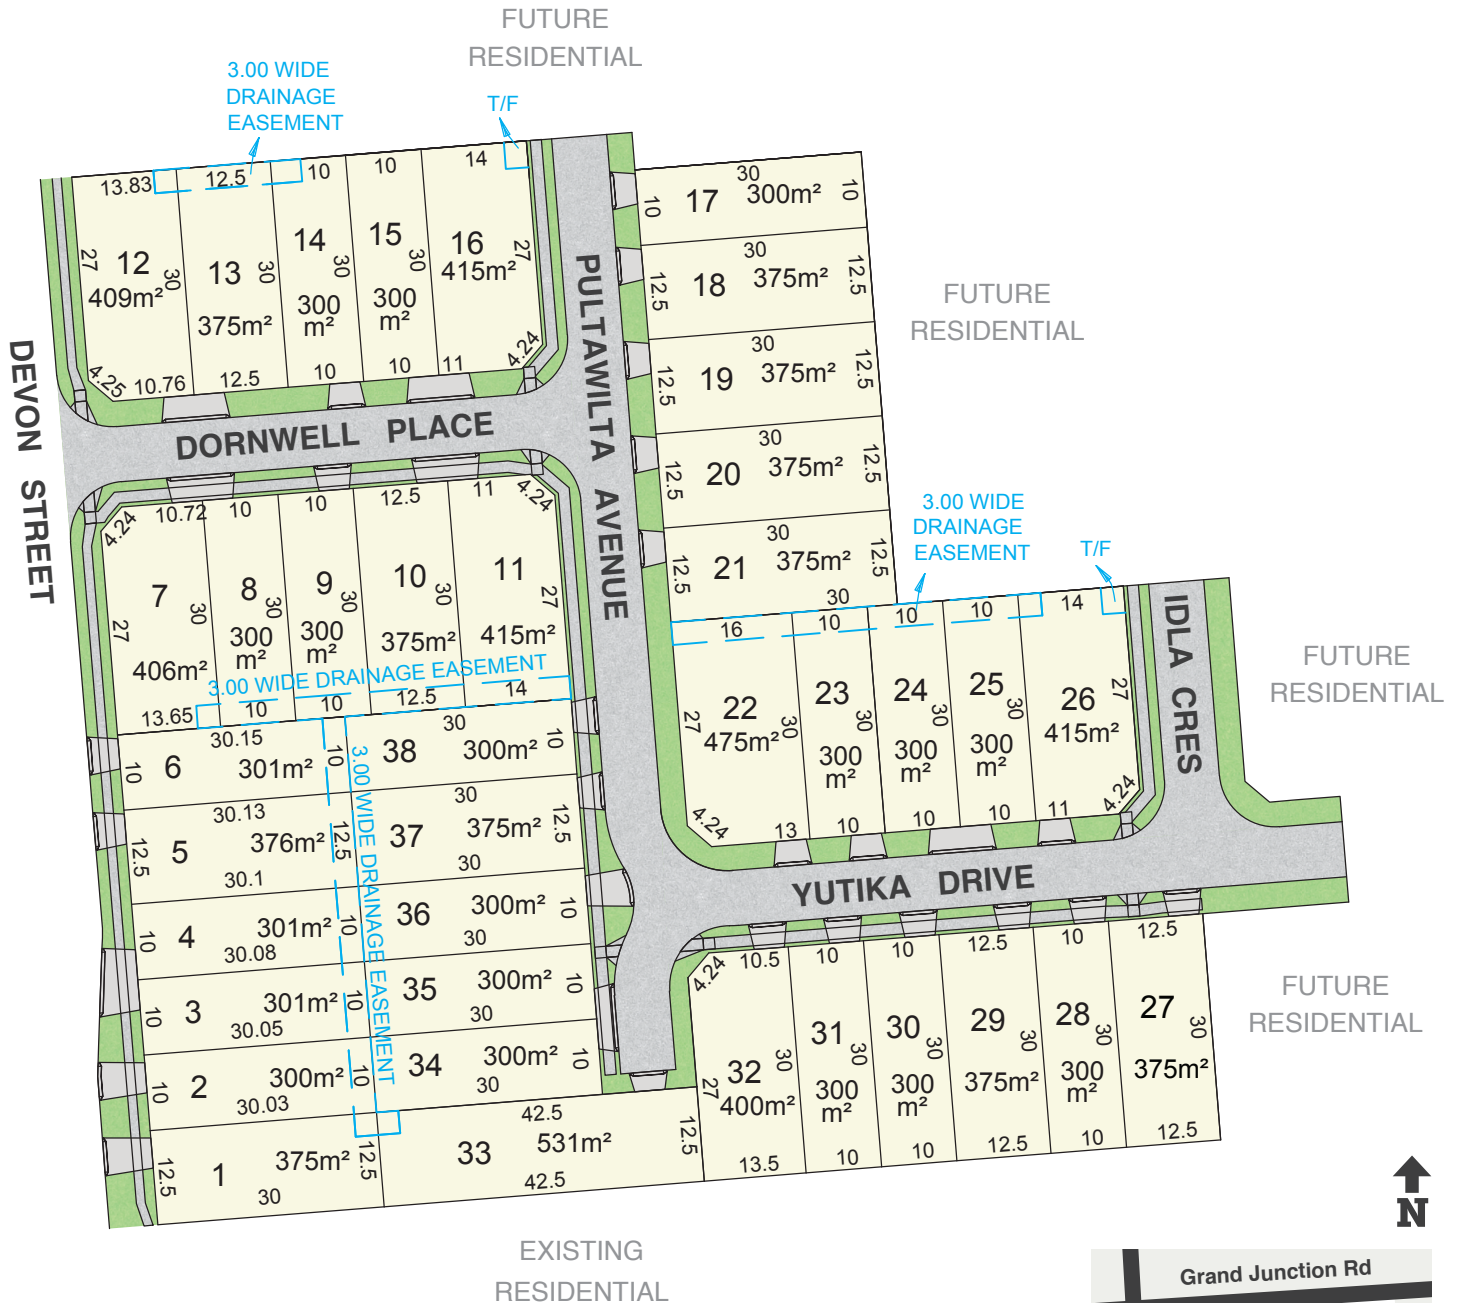 FUTURE
RESIDENTIAL
3.00 WIDE
DRAINAGE
EASEMENT
T/F
13.83
12.5
10
10
14
27
12
409m²
30
13
375m²
30
14
30
300
m²
15
30
300
m²
16
415m²
27
4.25
10.76
12.5
10
10
11
4.24
30
17
300m²
10
10
30
18
375m²
12.5
12.5
30
19
375m²
12.5
12.5
30
20
375m²
12.5
12.5
30
21
375m²
12.5
12.5
30
FUTURE
RESIDENTIAL
DEVON STREET
DORNWELL PLACE
PULTAWILTA AVENUE
4.24
10.72
10
10
12.5
11
4.24
7
30
27
406m²
8
30
300
m²
9
30
300
m²
10
30
375m²
11
27
415m²
3.00 WIDE DRAINAGE EASEMENT
13.65
10
10
12.5
14
3.00 WIDE
DRAINAGE
EASEMENT
T/F
16
10
10
10
14
22
475m²
27
30
23
30
300
m²
24
30
300
m²
25
30
300
m²
26
415m²
27
4.24
13
10
10
10
11
4.24
IDLA CRES
FUTURE
RESIDENTIAL
YUTIKA DRIVE
30.15
10
6
301m²
10
30.13
12.5
5
376m²
12.5
30.1
10
4
301m²
10
30.08
10
3
301m²
10
30.05
10
2
300m²
10
30.03
12.5
1
375m²
12.5
30
3.00 WIDE DRAINAGE EASEMENT
30
38
300m²
10
30
37
375m²
12.5
30
36
300m²
10
30
35
300m²
10
30
34
300m²
10
30
42.5
33
531m²
12.5
42.5
4.24
10.5
10
10
12.5
10
12.5
32
400m²
27
30
31
30
300
m²
30
30
300
m²
29
30
375m²
28
30
300
m²
27
30
375m²
13.5
10
10
12.5
10
12.5
FUTURE
RESIDENTIAL
EXISTING
RESIDENTIAL
N
Grand Junction Rd